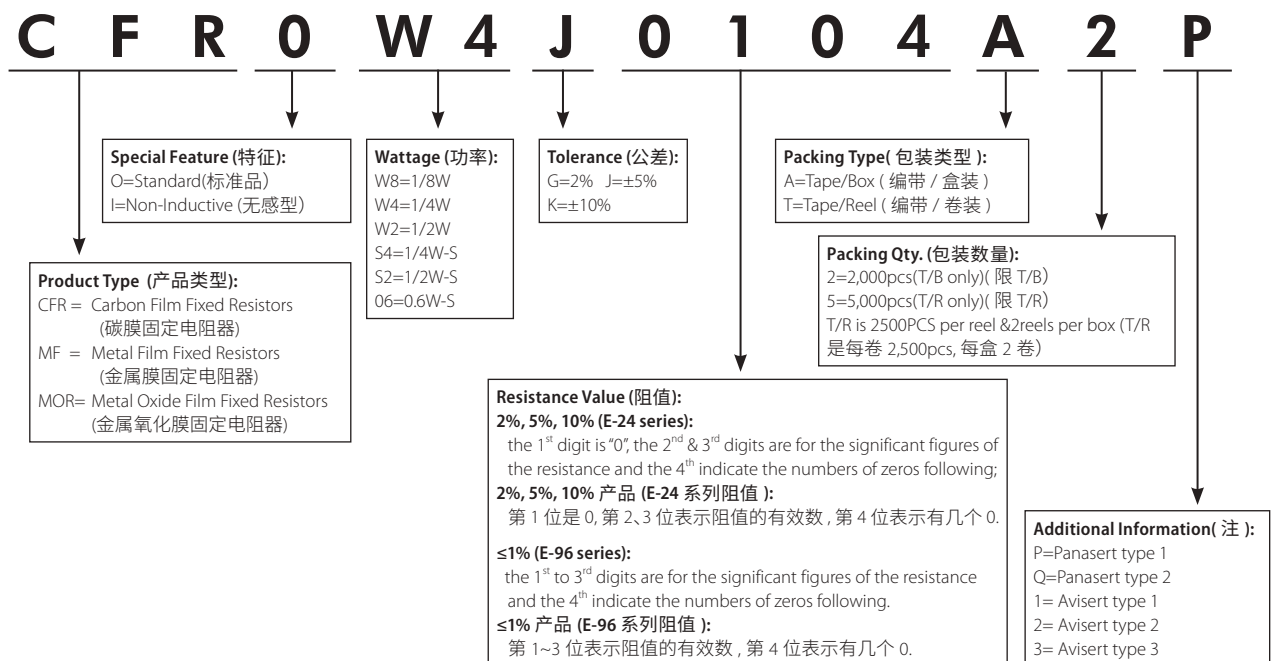 C F R 0 W 4 J 0 1 0 4 A 2 P
Special Feature (特征):
O=Standard(标准品)
I=Non-Inductive (无感型)
Wattage (功率):
W8=1/8W
W4=1/4W
W2=1/2W
S4=1/4W-S
S2=1/2W-S
06=0.6W-S
Tolerance (公差):
G=2% J=±5%
K=±10%
Packing Type( 包装类型 ):
A=Tape/Box ( 编带 / 盒装 )
T=Tape/Reel ( 编带 / 卷装 )
Product Type (产品类型):
CFR = Carbon Film Fixed Resistors
(碳膜固定电阻器)
MF = Metal Film Fixed Resistors
(金属膜固定电阻器)
MOR= Metal Oxide Film Fixed Resistors
(金属氧化膜固定电阻器)
Packing Qty. (包装数量):
2=2,000pcs(T/B only)( 限 T/B)
5=5,000pcs(T/R only)( 限 T/R)
T/R is 2500PCS per reel &2reels per box (T/R
是每卷 2,500pcs, 每盒 2 卷)
Resistance Value (阻值):
2%, 5%, 10% (E-24 series):
the 1st digit is “0”, the 2nd & 3rd digits are for the significant figures of
the resistance and the 4th indicate the numbers of zeros following;
2%, 5%, 10% 产品 (E-24 系列阻值 ):
第 1 位是 0, 第 2、3 位表示阻值的有效数 , 第 4 位表示有几个 0.
≤1% (E-96 series):
the 1st to 3rd digits are for the significant figures of the resistance
and the 4th indicate the numbers of zeros following.
≤1% 产品 (E-96 系列阻值 ):
第 1~3 位表示阻值的有效数 , 第 4 位表示有几个 0.
Additional Information( 注 ):
P=Panasert type 1
Q=Panasert type 2
1= Avisert type 1
2= Avisert type 2
3= Avisert type 3